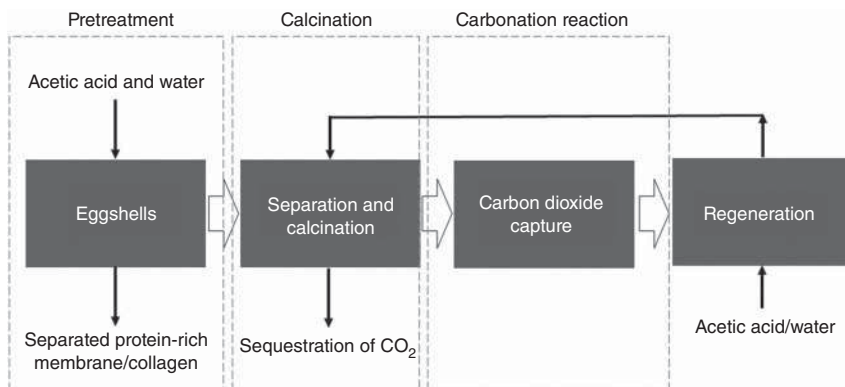 Pretreatment
Calcination
Carbonation reaction
Acetic acid and water
Eggshells
Separation and
calcination
Carbon dioxide
capture
Regeneration
Separated protein-rich
membrane/collagen
Sequestration of CO₂
Acetic acid/water